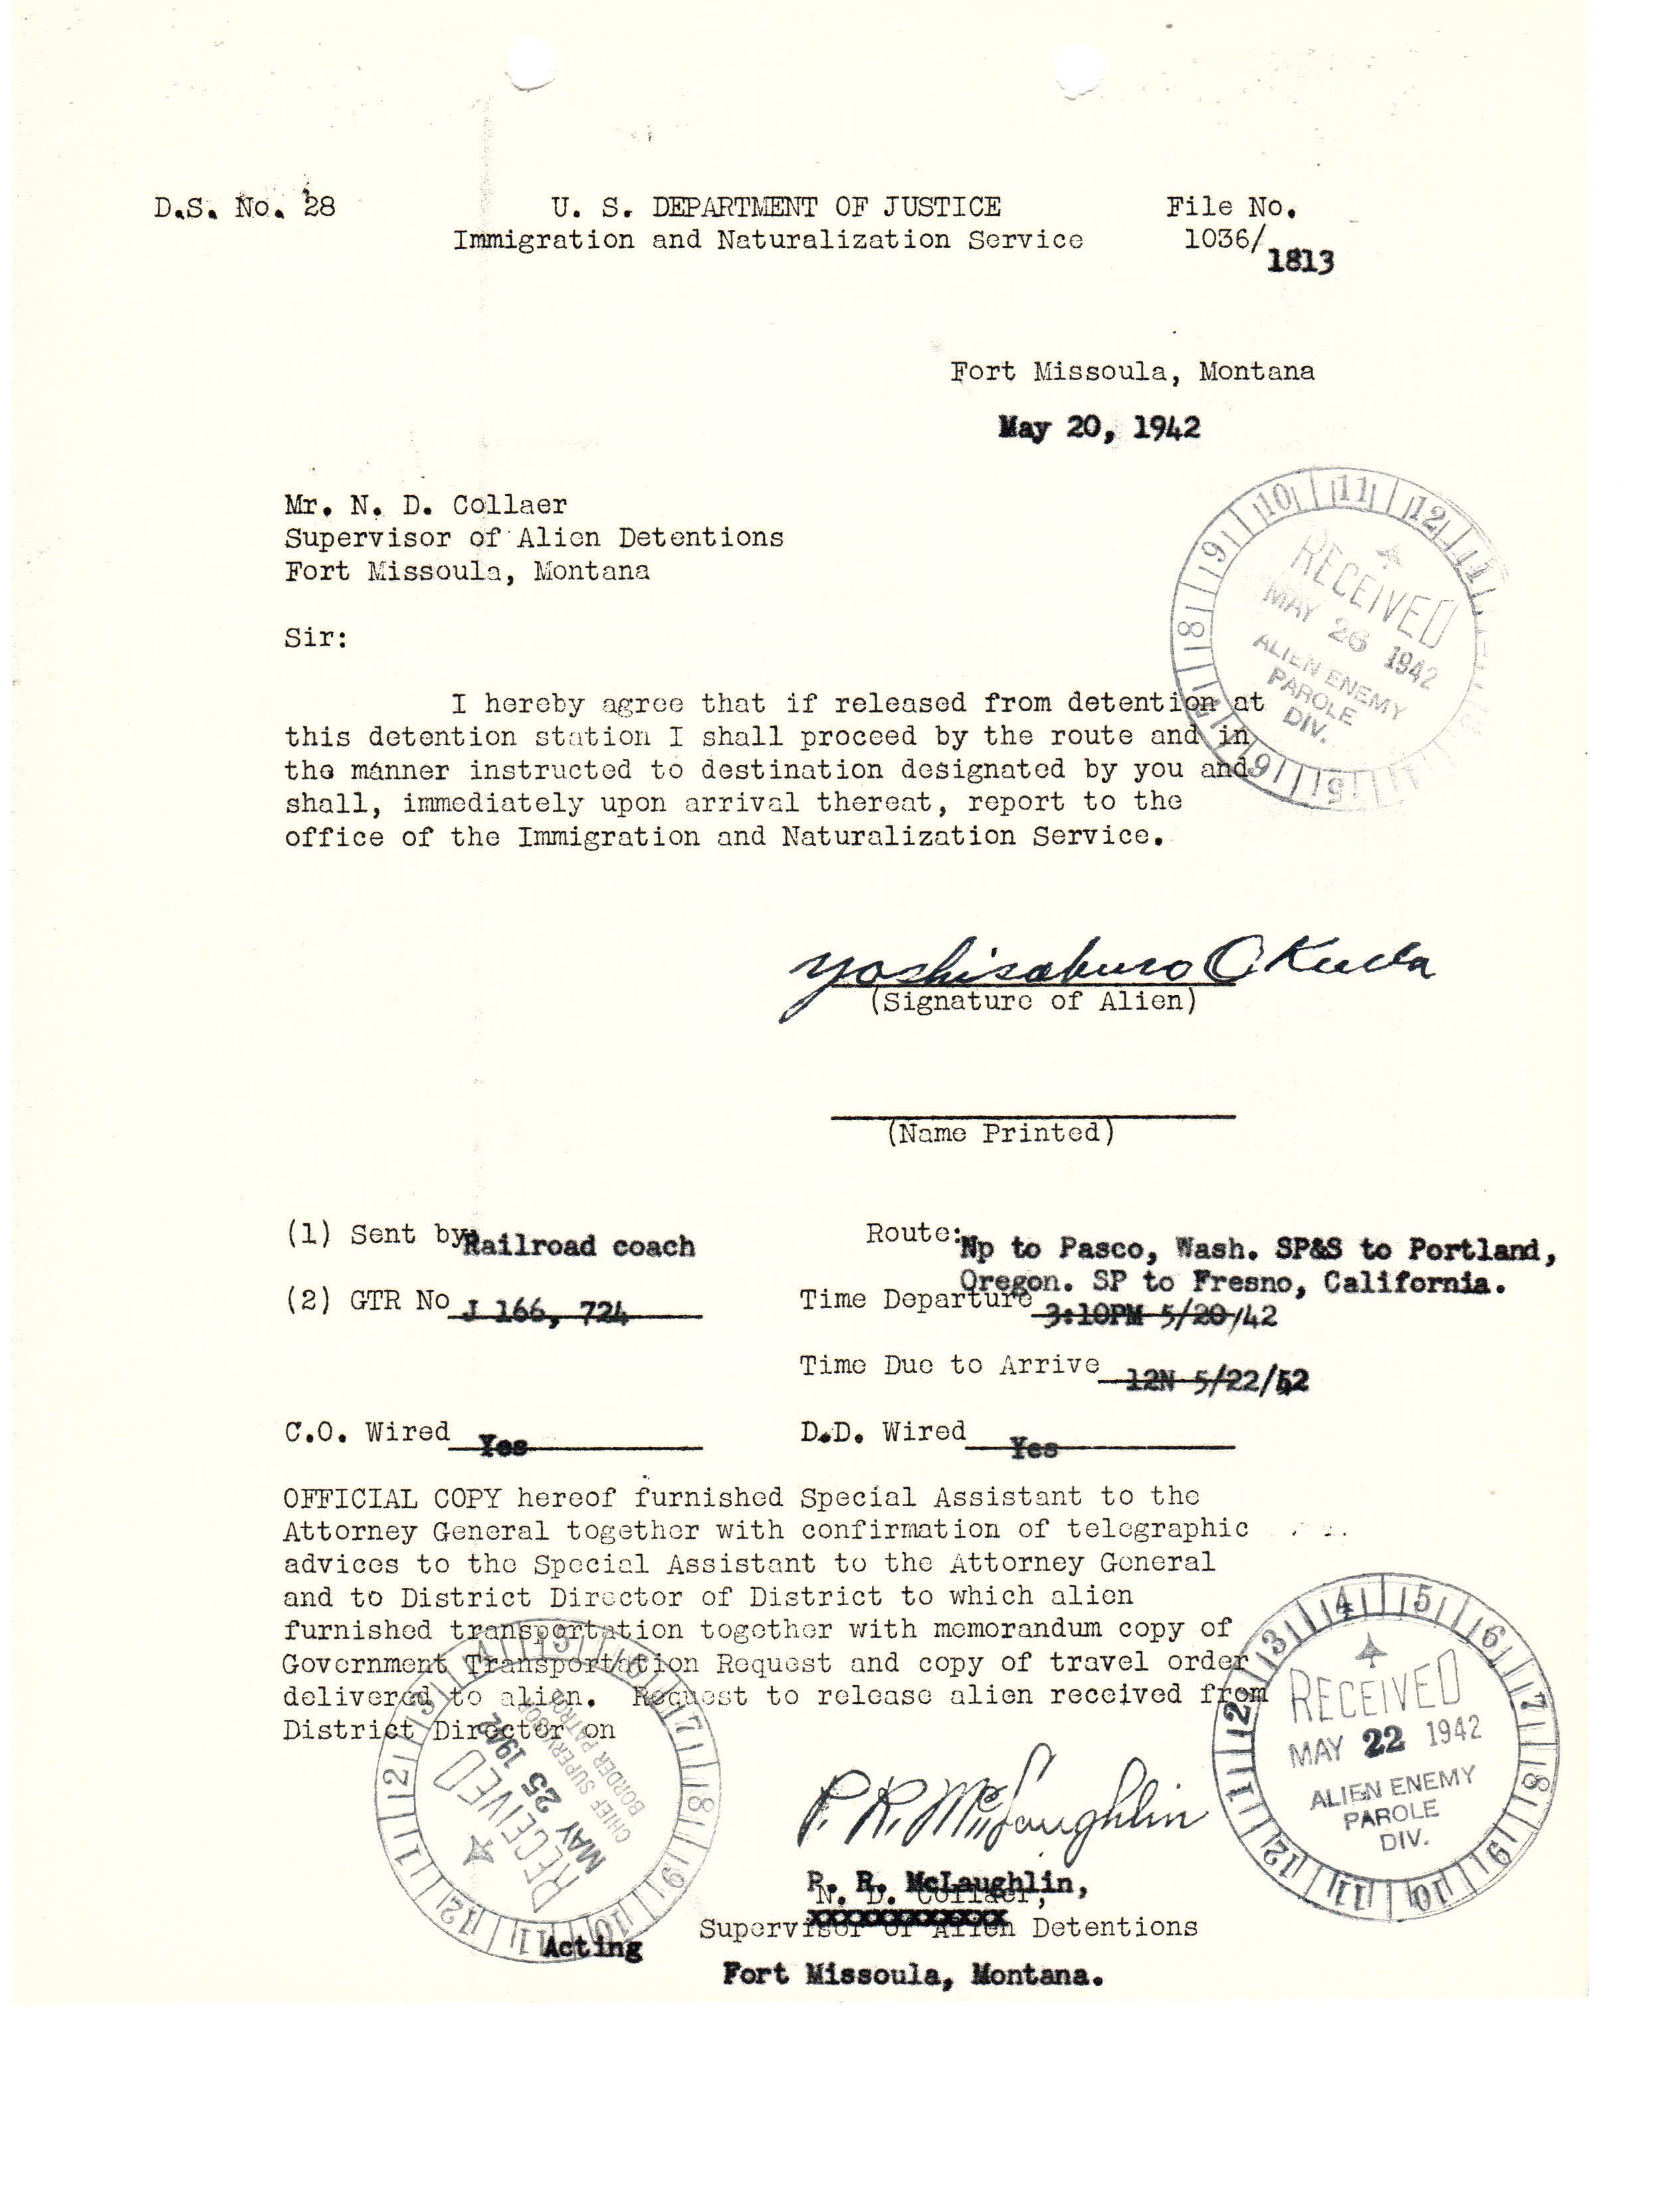 D.S. No. 28
U. S. DEPARTMENT OF JUSTICE
File No.
Immigration and Naturalization Service
1036/
1813
Fort Missoula, Montana
May 20, 1942
Mr. N. D. Collaer
Supervisor of Alien Detentions
Fort Missoula, Montana
RECEIVED
MAY 26 1942
ALIEN ENEMY
PAROLE
DIV.
Sir:
I hereby agree that if released from detention at
this detention station I shall proceed by the route and in
the manner instructed to destination designated by you and
shall, immediately upon arrival thereat, report to the
office of the Immigration and Naturalization Service.
Yoshisaburo Okuda
(Signature of Alien)
(Name Printed)
(1) Sent by Railroad coach
Route: Np to Pasco, Wash. SP&S to Portland,
Oregon. SP to Fresno, California.
(2) GTR No J 166, 724
Time Departure 3:10PM 5/20/42
Time Due to Arrive 12N 5/22/
C.O. Wired Yes
D.D. Wired Yes
OFFICIAL COPY hereof furnished Special Assistant to the
Attorney General together with confirmation of telegraphic
advices to the Special Assistant to the Attorney General
and to District Director of District to which alien
furnished transportation together with memorandum copy of
Government Transportation Request and copy of travel order
delivered to alien. Request to release alien received from
District Director on
RECEIVED
MAY 25 1942
CHIEF SUPERVISOR
BORDER PATROL
RECEIVED
MAY 22 1942
ALIEN ENEMY
PAROLE
DIV.
P. R. McLaughlin
R. R. McLaughlin,
N. D. Collaer,
xxxxxxxxxxxx
Acting
Supervisor of Alien Detentions
Fort Missoula, Montana.